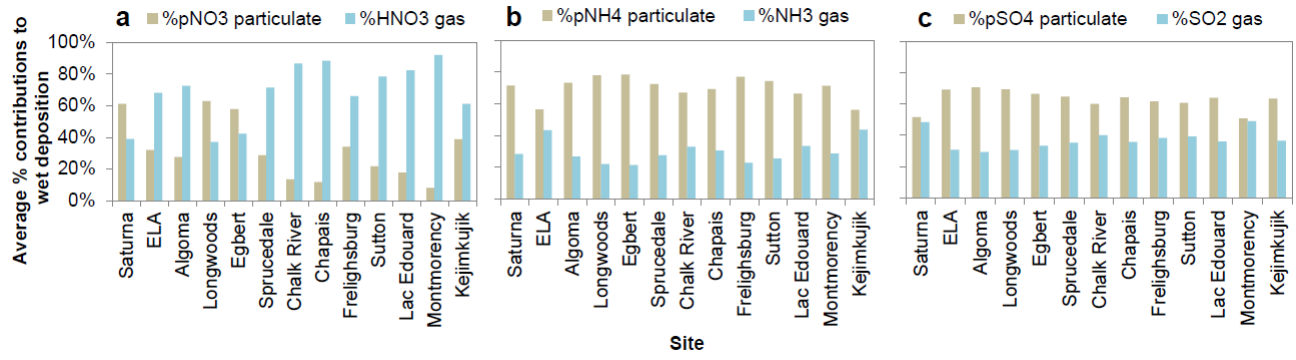 a %pNO3 particulate %HNO3 gas
b %pNH4 particulate %NH3 gas
c %pSO4 particulate %SO2 gas
Average % contributions to
wet deposition
100%
80%
60%
40%
20%
0%
Saturna
ELA
Algoma
Longwoods
Egbert
Sprucedale
Chalk River
Chapais
Frelighsburg
Sutton
Lac Edouard
Montmorency
Kejimkujik
Saturna
ELA
Algoma
Longwoods
Egbert
Sprucedale
Chalk River
Chapais
Frelighsburg
Sutton
Lac Edouard
Montmorency
Kejimkujik
Saturna
ELA
Algoma
Longwoods
Egbert
Sprucedale
Chalk River
Chapais
Frelighsburg
Sutton
Lac Edouard
Montmorency
Kejimkujik
Site